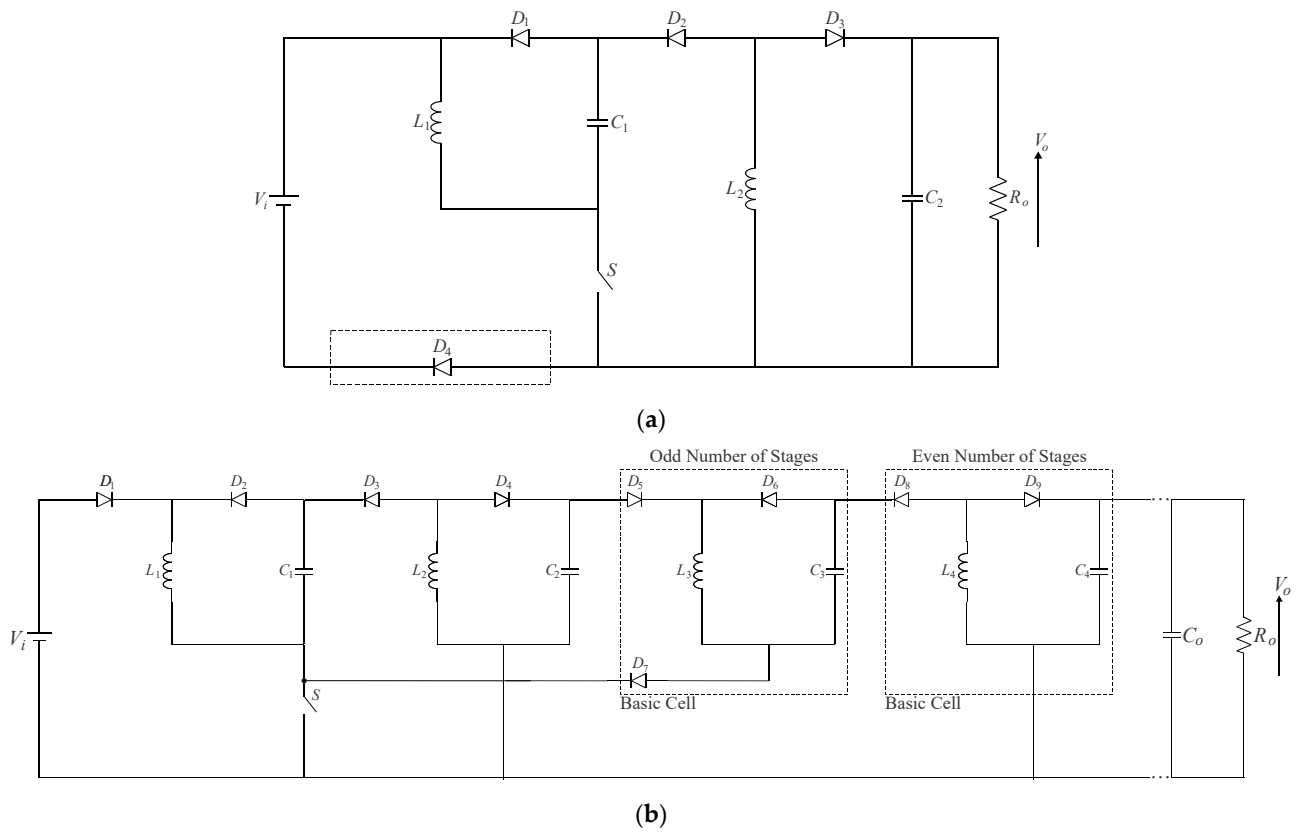 D1 D2 D3
L1 C1
Vo
Vi L2 C2 Ro
S
D4
(a)
Odd Number of Stages Even Number of Stages
D1 D2 D3 D4 D5 D6 D8 D9
L1 C1 L2 C2 L3 C3 L4 C4
Vo
Vi Co Ro
D7
S
Basic Cell Basic Cell
(b)